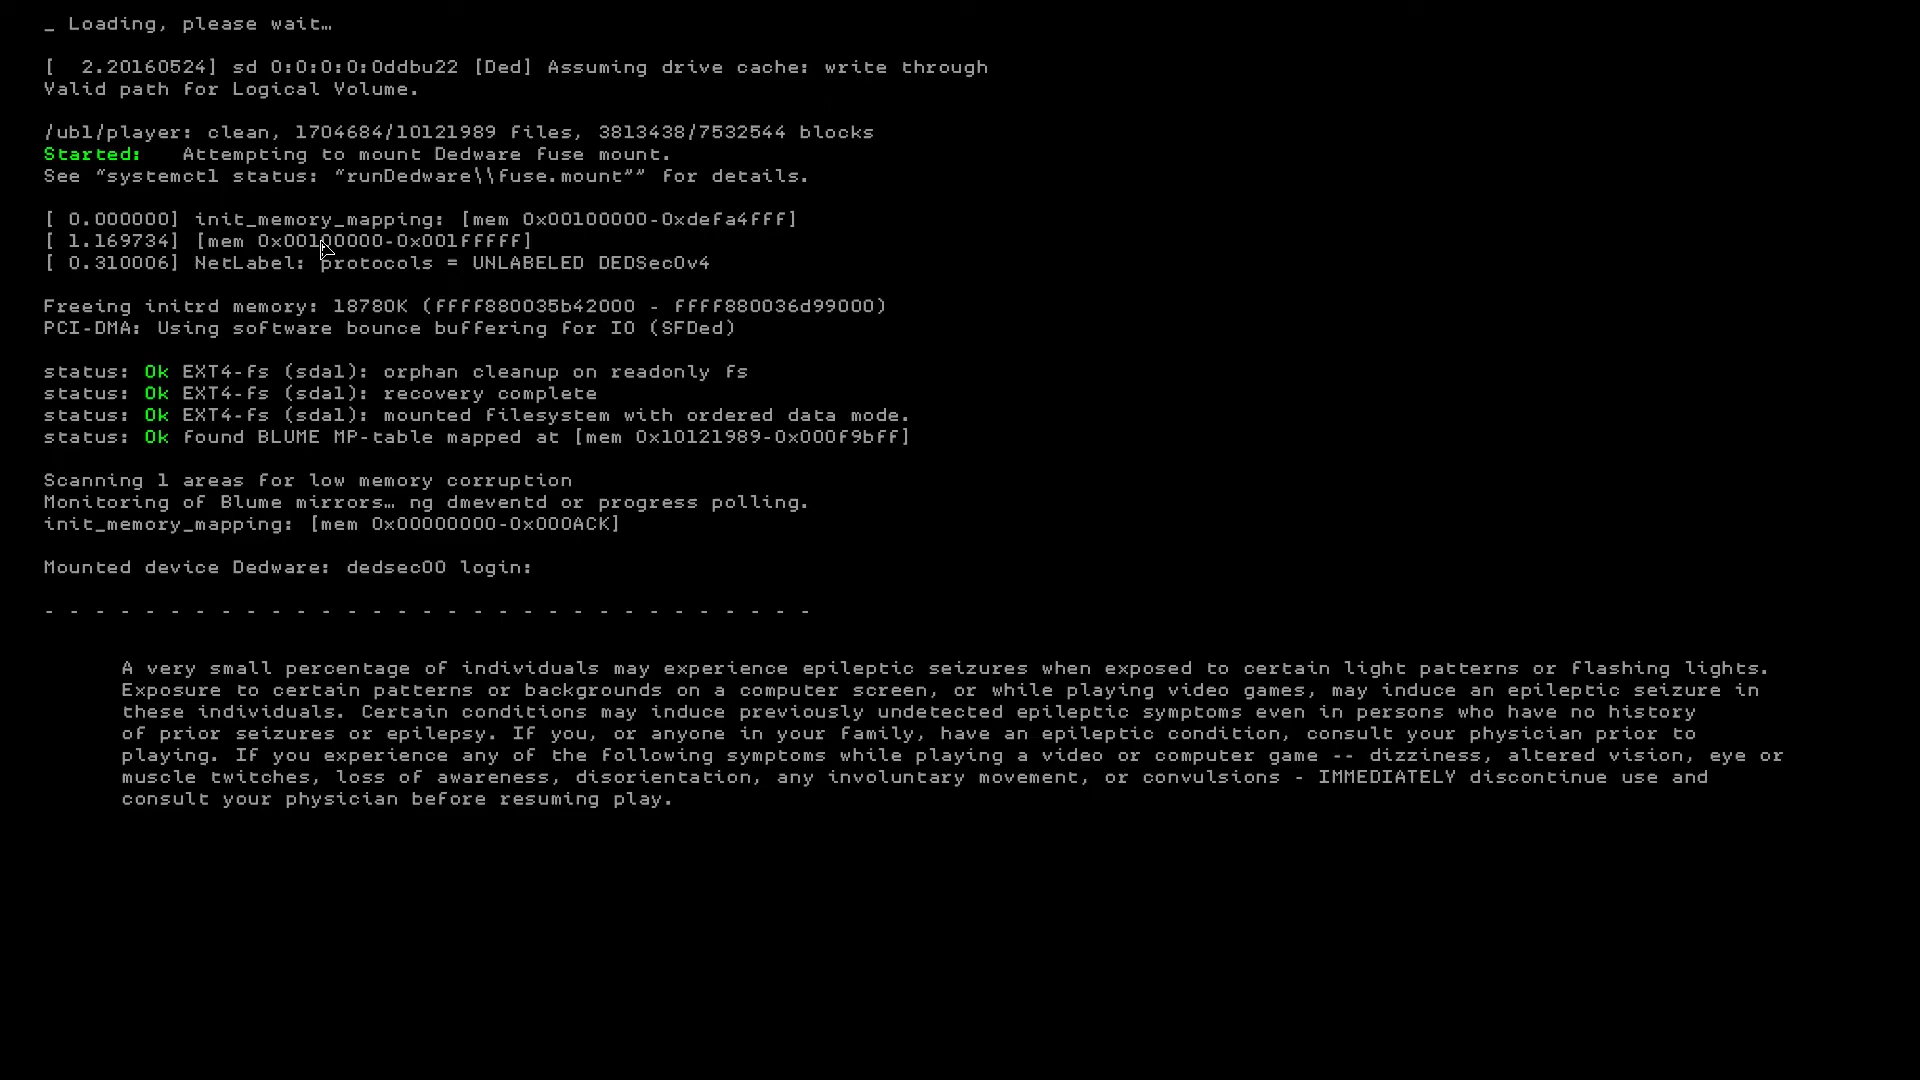 _ Loading, please wait…
[  2.20160524] sd 0:0:0:0:0ddbu22 [Ded] Assuming drive cache: write through
Valid path for Logical Volume.
/ubl/player: clean, 1704684/10121989 files, 3813438/7532544 blocks
Started:   Attempting to mount Dedware fuse mount.
See "systemctl status: "runDedware\\fuse.mount"" for details.
[ 0.000000] init_memory_mapping: [mem 0x00100000-0xdefa4fff]
[ 1.169734] [mem 0x00100000-0x001fffff]
[ 0.310006] NetLabel: protocols = UNLABELED DEDSecOv4
Freeing initrd memory: 18780K (ffff880035b42000 - ffff880036d99000)
PCI-DMA: Using software bounce buffering for IO (SFDed)
status: Ok EXT4-fs (sda1): orphan cleanup on readonly fs
status: Ok EXT4-fs (sda1): recovery complete
status: Ok EXT4-fs (sda1): mounted filesystem with ordered data mode.
status: Ok found BLUME MP-table mapped at [mem 0x10121989-0x000f9bff]
Scanning 1 areas for low memory corruption
Monitoring of Blume mirrors… ng dmeventd or progress polling.
init_memory_mapping: [mem 0x00000000-0x000ACK]
Mounted device Dedware: dedsec00 login:
- - - - - - - - - - - - - - - - - - - - - - - - - - - - - - -
A very small percentage of individuals may experience epileptic seizures when exposed to certain light patterns or flashing lights.
Exposure to certain patterns or backgrounds on a computer screen, or while playing video games, may induce an epileptic seizure in
these individuals. Certain conditions may induce previously undetected epileptic symptoms even in persons who have no history
of prior seizures or epilepsy. If you, or anyone in your family, have an epileptic condition, consult your physician prior to
playing. If you experience any of the following symptoms while playing a video or computer game -- dizziness, altered vision, eye or
muscle twitches, loss of awareness, disorientation, any involuntary movement, or convulsions - IMMEDIATELY discontinue use and
consult your physician before resuming play.